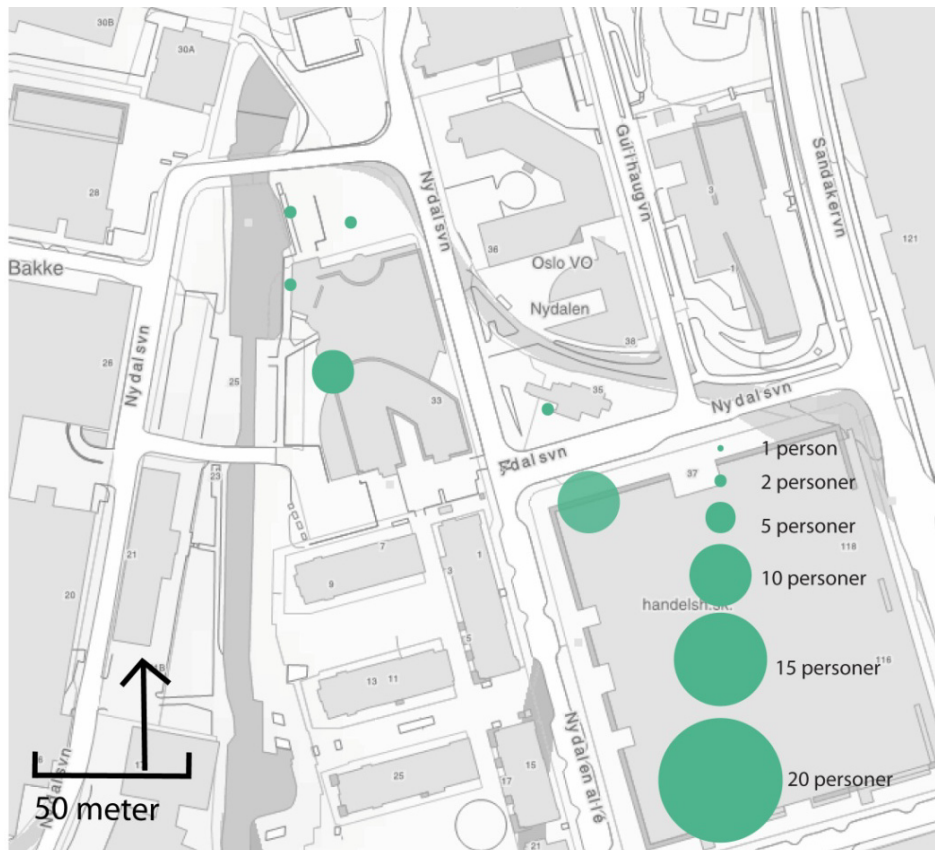 30B
30A
28
Bakke
Nydalsvn
26
25
Nydalsvn
Gullhaugvn
Sandakervn
3
1
121
36
Oslo VO
Nydalen
38
35
33
Nydalsvn
ydalsvn
37
118
116
handelsh.sk.
23
21
20
7
9
1
3
5
13
11
25
17
15
21
Nydalen allé
Nydalsvn
1 person
2 personer
5 personer
10 personer
15 personer
20 personer
50 meter